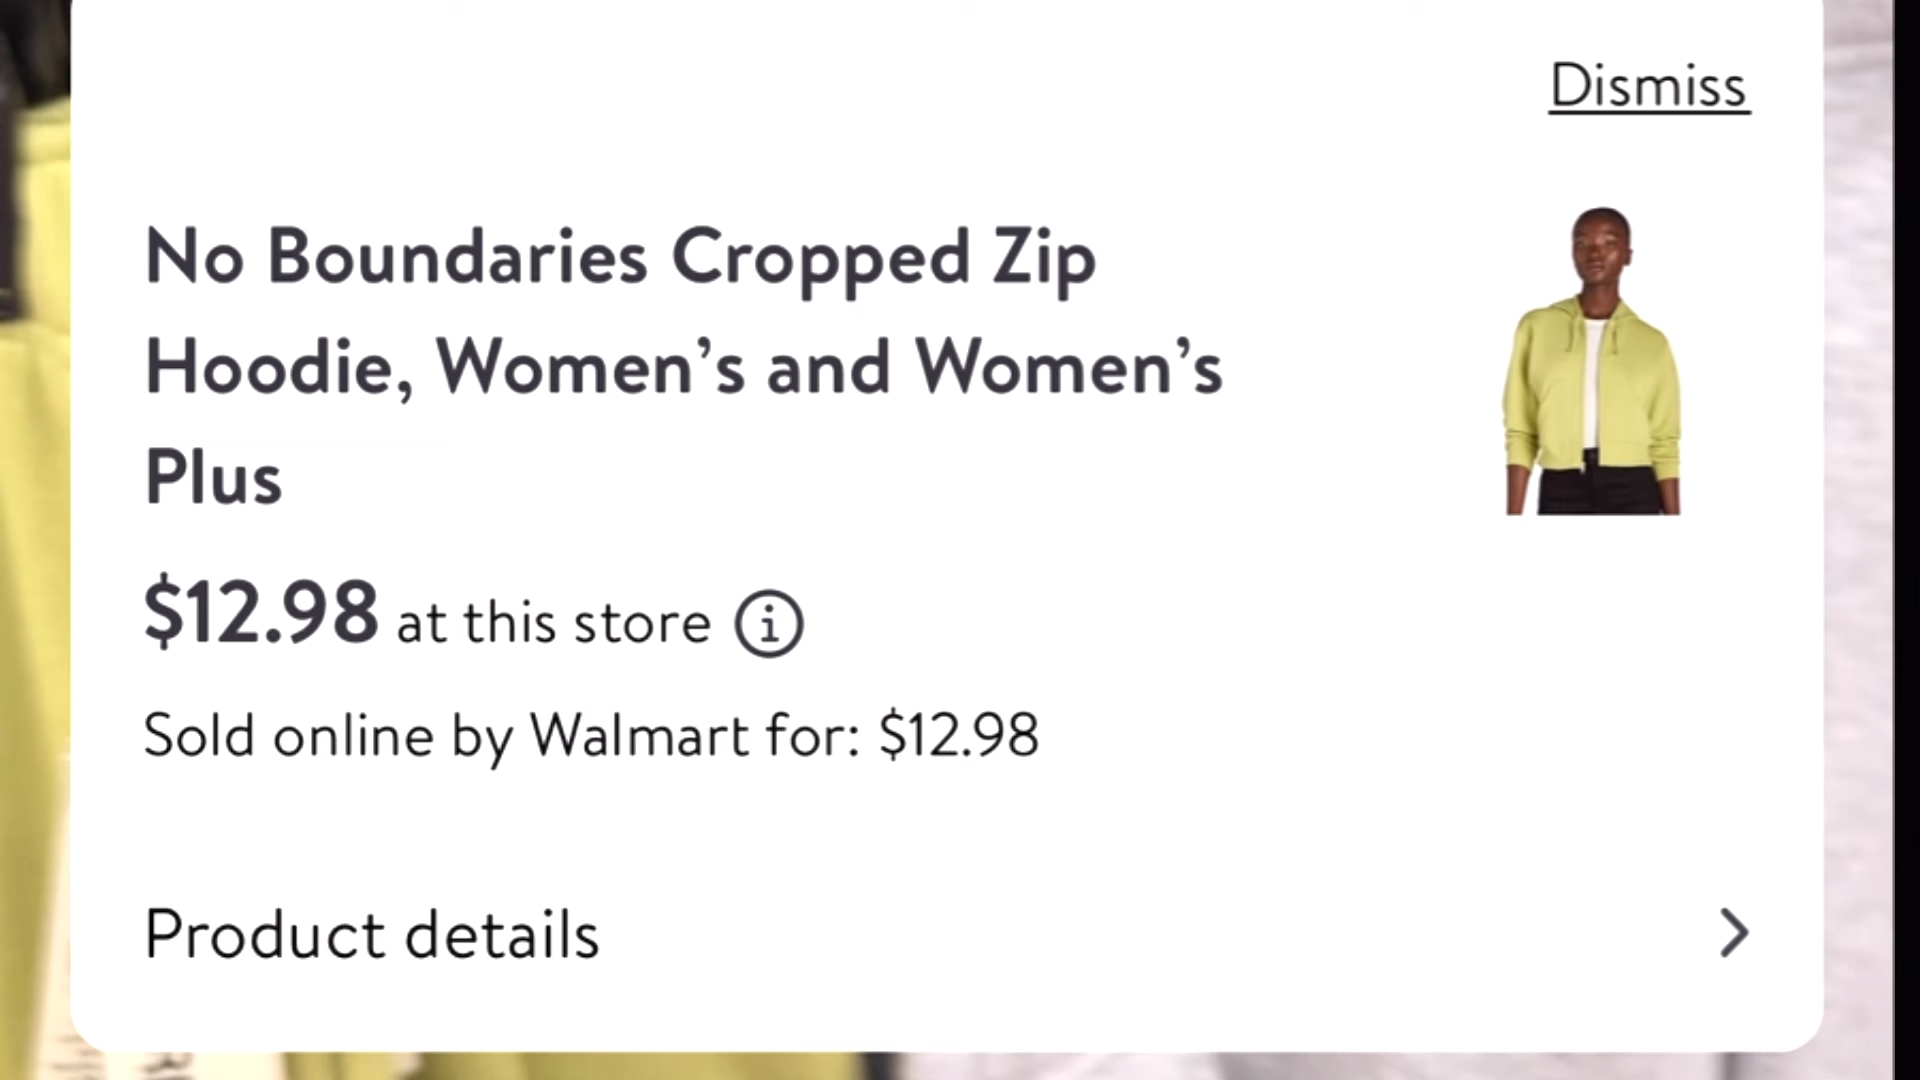 Dismiss
No Boundaries Cropped Zip
Hoodie, Women’s and Women’s
Plus
$12.98 at this store
Sold online by Walmart for: $12.98
Product details